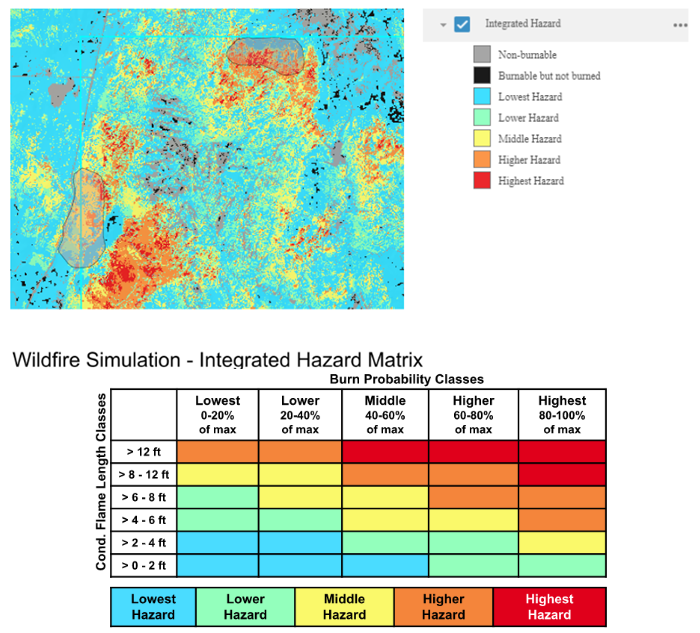 Integrated Hazard
Non-burnable
Burnable but not burned
Lowest Hazard
Lower Hazard
Middle Hazard
Higher Hazard
Highest Hazard
Wildfire Simulation - Integrated Hazard Matrix
Burn Probability Classes
Cond. Flame Length Classes
Lowest Lower Middle Higher Highest
0-20% 20-40% 40-60% 60-80% 80-100%
of max of max of max of max of max
> 12 ft
> 8 - 12 ft
> 6 - 8 ft
> 4 - 6 ft
> 2 - 4 ft
> 0 - 2 ft
Lowest Lower Middle Higher Highest
Hazard Hazard Hazard Hazard Hazard